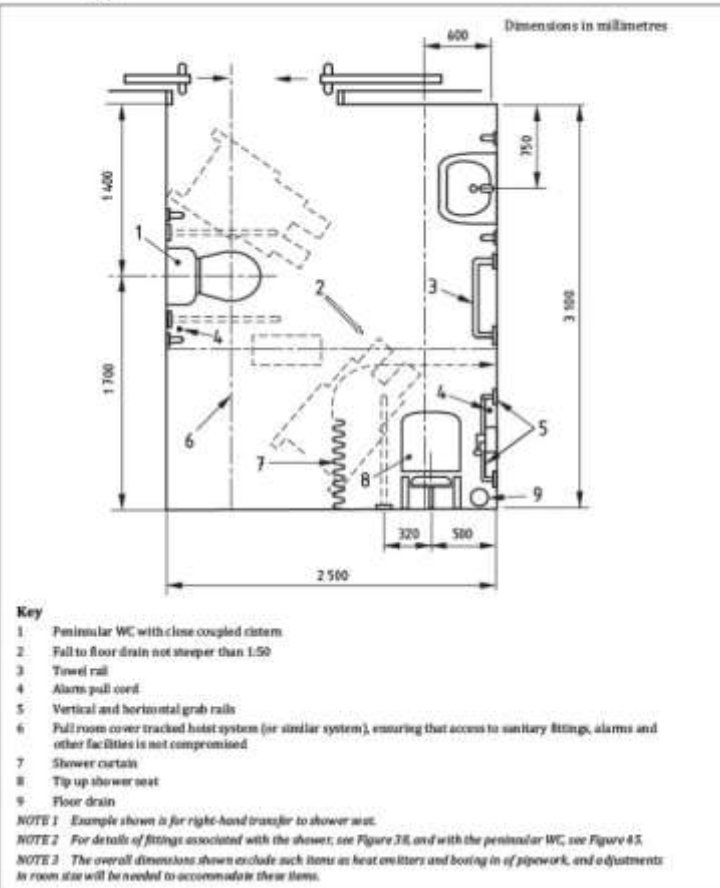 Dimensions in millimetres
600
1 400
750
1
2
3
4
3 100
1 700
4
5
6
7
8
9
320
500
2 500
Key
1 Peninsular WC with close coupled cistern
2 Fall to floor drain not steeper than 1:50
3 Towel rail
4 Alarm pull cord
5 Vertical and horizontal grab rails
6 Full room cover tracked hoist system (or similar system), ensuring that access to sanitary fittings, alarms and
other facilities is not compromised
7 Shower curtain
8 Tip up shower seat
9 Floor drain
NOTE 1 Example shown is for right-hand transfer to shower seat.
NOTE 2 For details of fittings associated with the shower, see Figure 38, and with the peninsular WC, see Figure 45.
NOTE 3 The overall dimensions shown exclude such items as heat emitters and boxing in of pipework, and adjustments
in room size will be needed to accommodate these items.